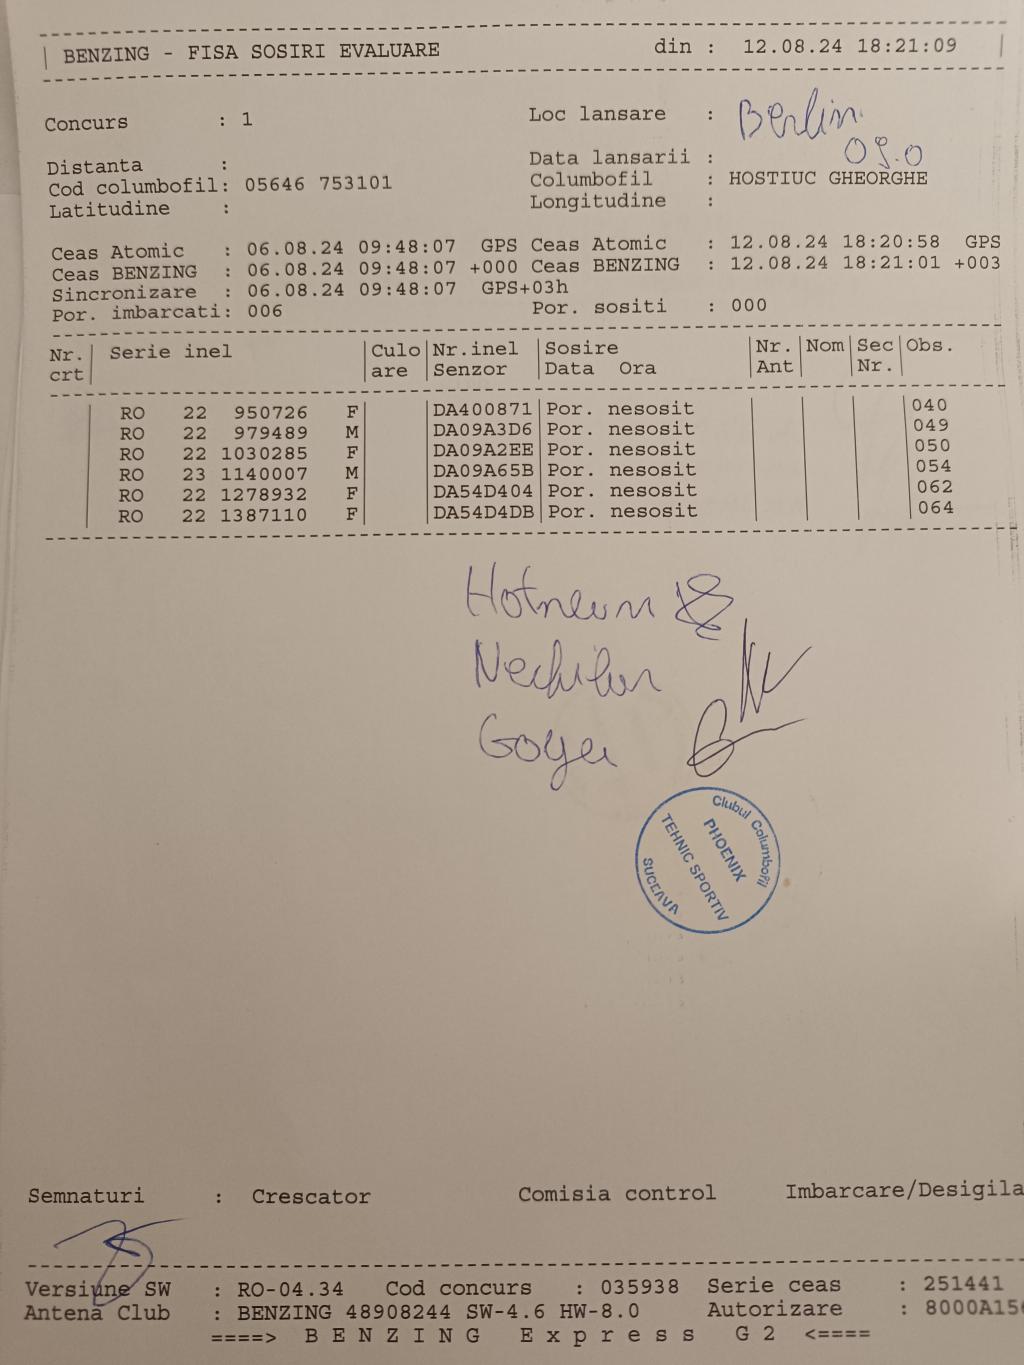 BENZING - FISA SOSIRI EVALUARE din : 12.08.24 18:21:09
Concurs : 1 Loc lansare : Berlin
Distanta : Data lansarii : 09.0
Cod columbofil: 05646 753101 Columbofil : HOSTIUC GHEORGHE
Latitudine : Longitudine :
Ceas Atomic : 06.08.24 09:48:07 GPS Ceas Atomic : 12.08.24 18:20:58 GPS
Ceas BENZING : 06.08.24 09:48:07 +000 Ceas BENZING : 12.08.24 18:21:01 +003
Sincronizare : 06.08.24 09:48:07 GPS+03h
Por. imbarcati: 006 Por. sositi : 000
Nr. Serie inel Culo Nr.inel Sosire Nr. Nom Sec Obs.
crt are Senzor Data Ora Ant Nr.
RO 22 950726 F DA400871 Por. nesosit 040
RO 22 979489 M DA09A3D6 Por. nesosit 049
RO 22 1030285 F DA09A2EE Por. nesosit 050
RO 23 1140007 M DA09A65B Por. nesosit 054
RO 22 1278932 F DA54D404 Por. nesosit 062
RO 22 1387110 F DA54D4DB Por. nesosit 064
Clubul Columbofil
PHOENIX
TEHNIC SPORTIV
SUCEAVA
Semnaturi : Crescator Comisia control Imbarcare/Desigila
Versiune SW : RO-04.34 Cod concurs : 035938 Serie ceas : 251441
Antena Club : BENZING 48908244 SW-4.6 HW-8.0 Autorizare : 8000A156
====> B E N Z I N G E x p r e s s G 2 <====